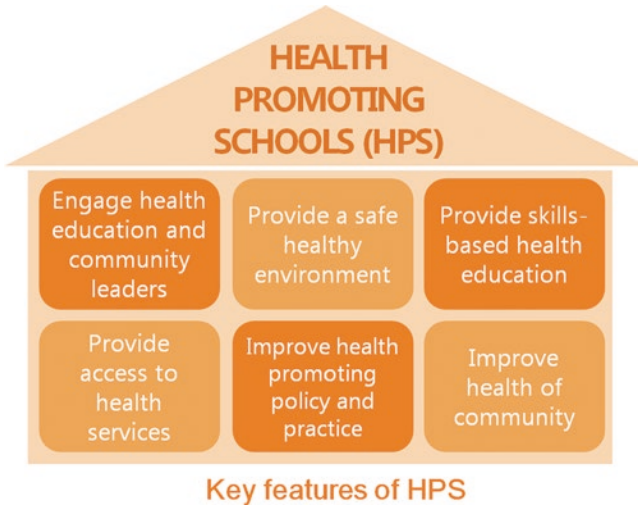 HEALTH
PROMOTING
SCHOOLS (HPS)
Engage health
education and
community
leaders
Provide a safe
healthy
environment
Provide skills-
based health
education
Provide
access to
health
services
Improve health
promoting
policy and
practice
Improve
health of
community
Key features of HPS